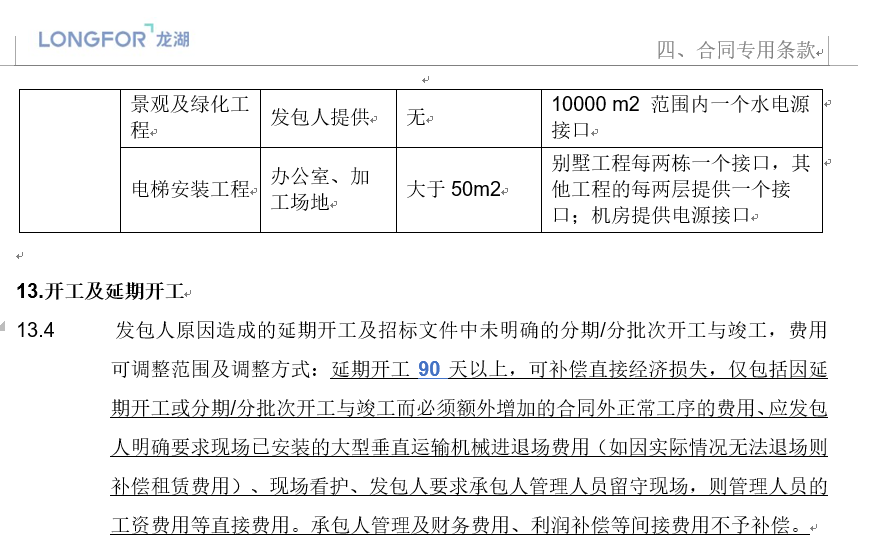 LONGFOR 龙湖
四、合同专用条款
景观及绿化工
程
发包人提供
无
10000 m2 范围内一个水电源
接口
电梯安装工程
办公室、加
工场地
大于 50m2
别墅工程每两栋一个接口，其
他工程的每两层提供一个接
口；机房提供电源接口
13.开工及延期开工
13.4 发包人原因造成的延期开工及招标文件中未明确的分期/分批次开工与竣工，费用
可调整范围及调整方式：延期开工 90 天以上，可补偿直接经济损失，仅包括因延
期开工或分期/分批次开工与竣工而必须额外增加的合同外正常工序的费用、应发包
人明确要求现场已安装的大型垂直运输机械进退场费用（如因实际情况无法退场则
补偿租赁费用）、现场看护、发包人要求承包人管理人员留守现场，则管理人员的
工资费用等直接费用。承包人管理及财务费用、利润补偿等间接费用不予补偿。